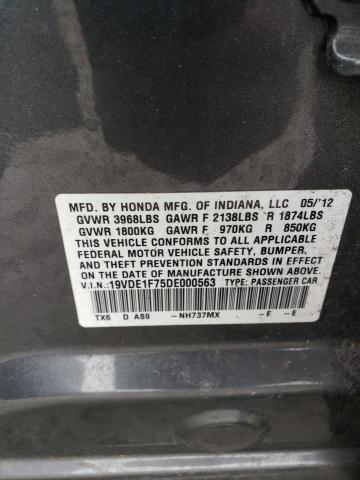 MFD. BY HONDA MFG. OF INDIANA, LLC 05/'12
GVWR 3968LBS GAWR F 2138LBS R 1874LBS
GVWR 1800KG GAWR F 970KG R 850KG
THIS VEHICLE CONFORMS TO ALL APPLICABLE
FEDERAL MOTOR VEHICLE SAFETY, BUMPER,
AND THEFT PREVENTION STANDARDS IN EFFECT
ON THE DATE OF MANUFACTURE SHOWN ABOVE.
V.I.N.:19VDE1F75DE000563 TYPE: PASSENGER CAR
TX6 D AS9 —NH737MX —F —E